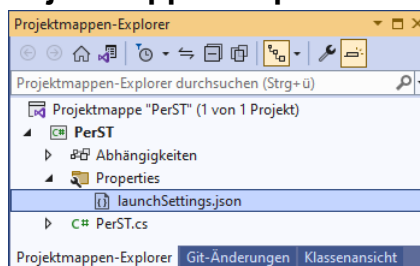 Projektmappen-Explorer
Projektmappen-Explorer durchsuchen (Strg+ü)
Projektmappe "PerST" (1 von 1 Projekt)
C# PerST
Abhängigkeiten
Properties
launchSettings.json
C# PerST.cs
Projektmappen-Explorer Git-Änderungen Klassenansicht